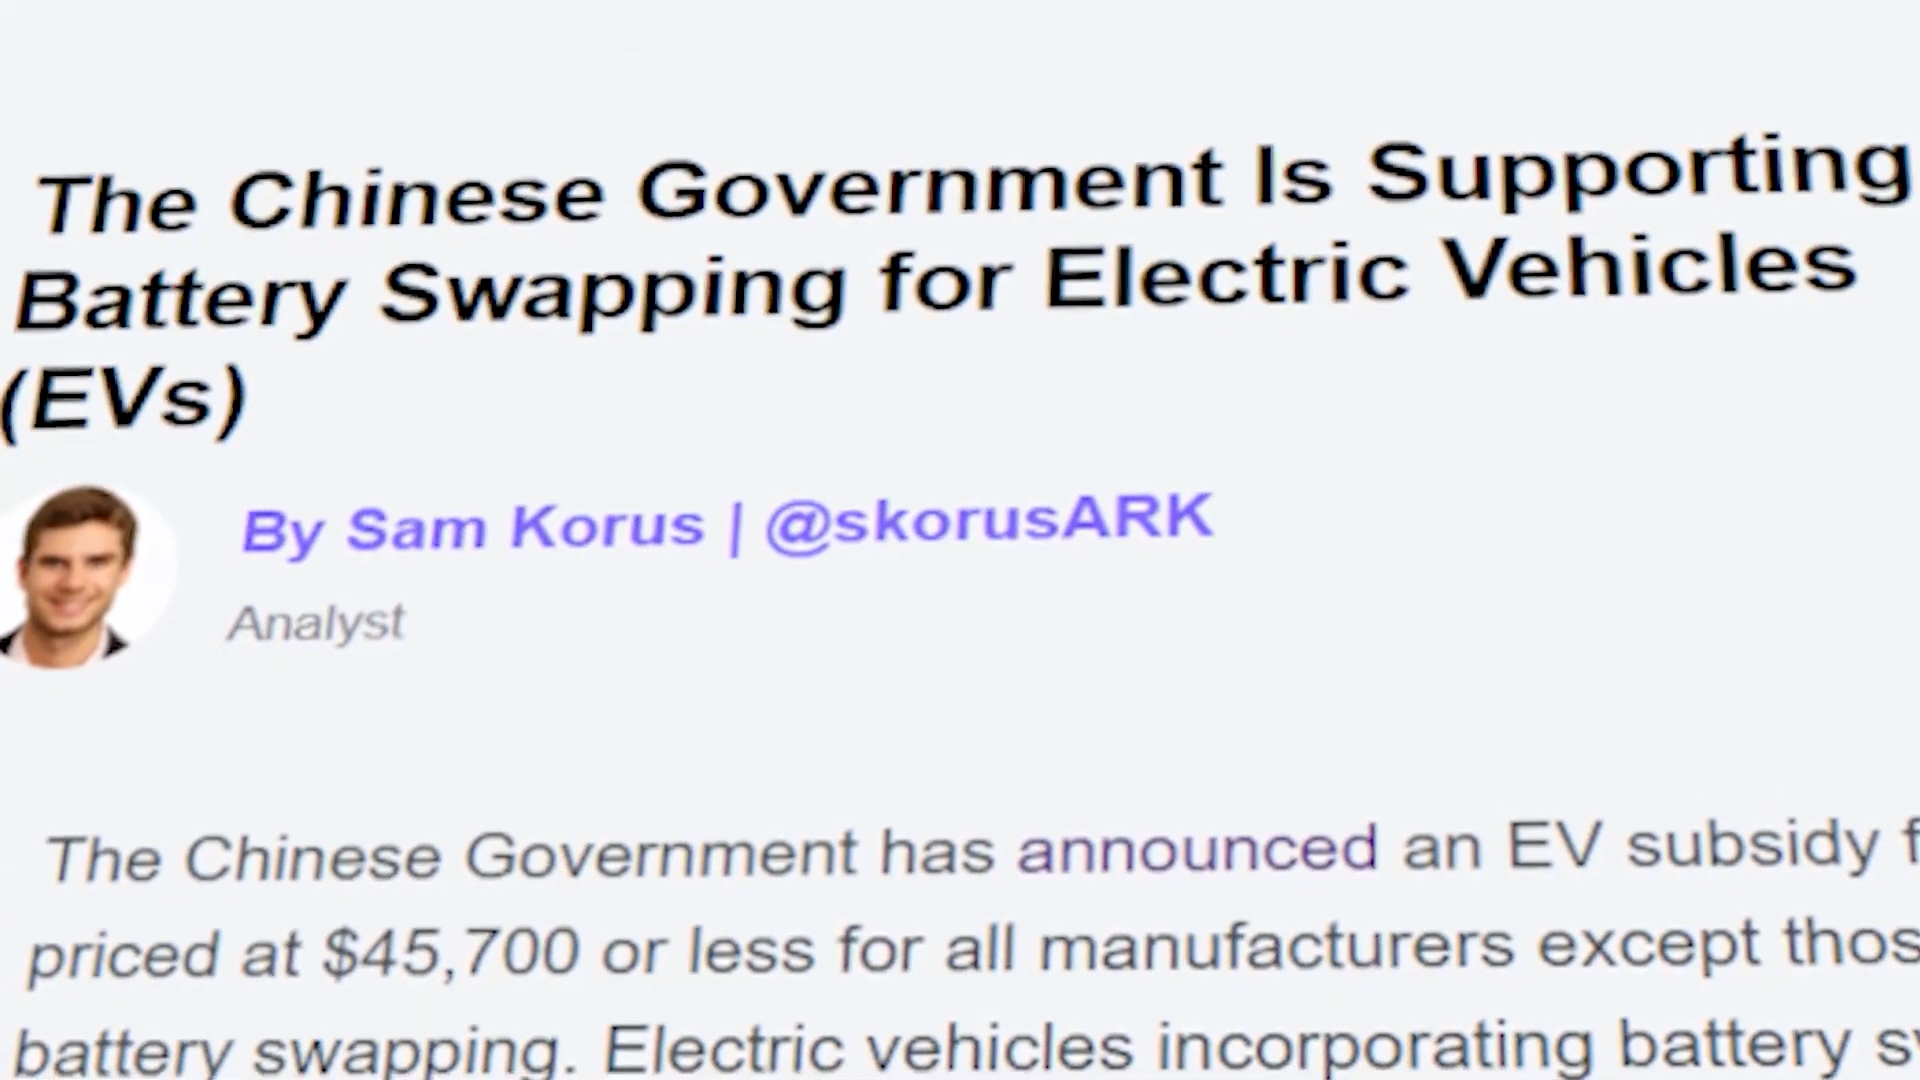 The Chinese Government Is Supporting
Battery Swapping for Electric Vehicles
(EVs)
By Sam Korus | @skorusARK
Analyst
The Chinese Government has announced an EV subsidy
priced at $45,700 or less for all manufacturers except
battery swapping. Electric vehicles incorporating battery